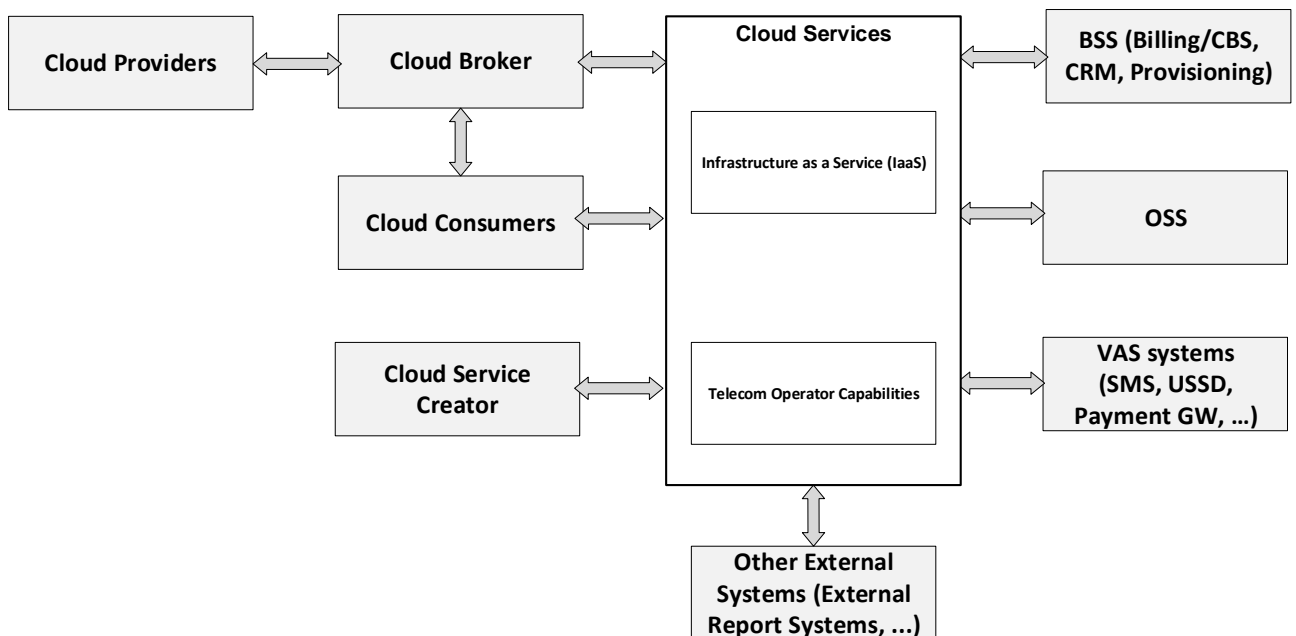 Cloud Providers
Cloud Broker
Cloud Services
BSS (Billing/CBS,
CRM, Provisioning)
Infrastructure as a Service (IaaS)
Cloud Consumers
OSS
Cloud Service
Creator
Telecom Operator Capabilities
VAS systems
(SMS, USSD,
Payment GW, …)
Other External
Systems (External
Report Systems, ...)